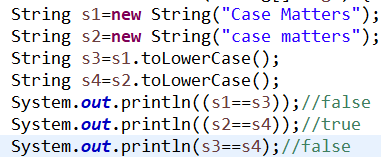 String s1=new String("Case Matters");
String s2=new String("case matters");
String s3=s1.toLowerCase();
String s4=s2.toLowerCase();
System.out.println((s1==s3));//false
System.out.println((s2==s4));//true
System.out.println(s3==s4);//false